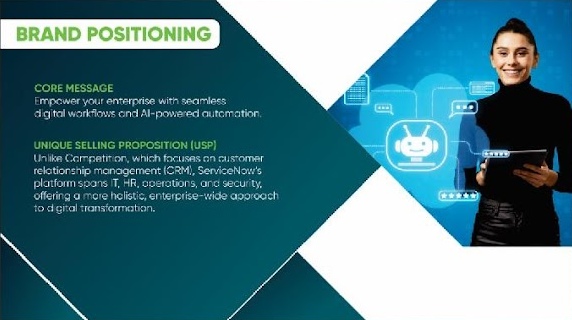 BRAND POSITIONING
CORE MESSAGE
Empower your enterprise with seamless
digital workflows and AI-powered automation.
UNIQUE SELLING PROPOSITION (USP)
Unlike Competition, which focuses on customer
relationship management (CRM), ServiceNow's
platform spans IT, HR, operations, and security,
offering a more holistic, enterprise-wide approach
to digital transformation.